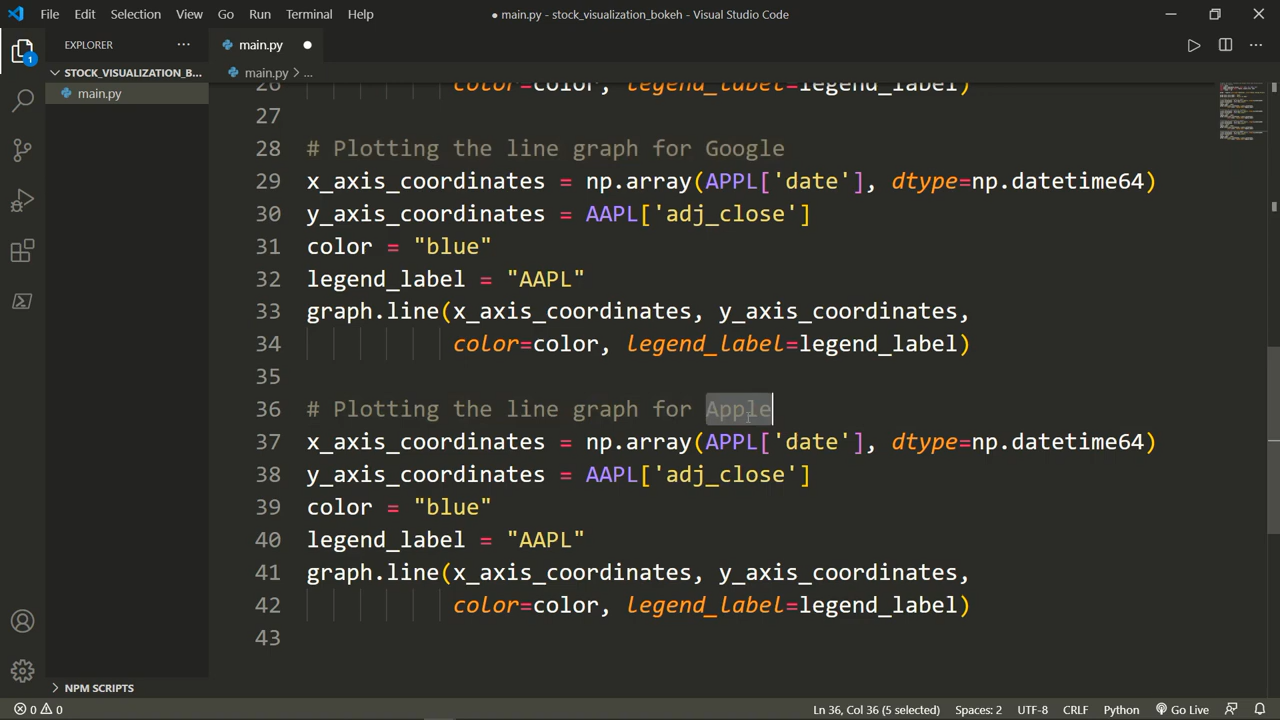 File Edit Selection View Go Run Terminal Help
● main.py - stock_visualization_bokeh - Visual Studio Code
EXPLORER
main.py
STOCK_VISUALIZATION_B...
main.py > ...
main.py
26 color=color, legend_label=legend_label)
27
28 # Plotting the line graph for Google
29 x_axis_coordinates = np.array(APPL['date'], dtype=np.datetime64)
30 y_axis_coordinates = AAPL['adj_close']
31 color = "blue"
32 legend_label = "AAPL"
33 graph.line(x_axis_coordinates, y_axis_coordinates,
34 color=color, legend_label=legend_label)
35
36 # Plotting the line graph for Apple
37 x_axis_coordinates = np.array(APPL['date'], dtype=np.datetime64)
38 y_axis_coordinates = AAPL['adj_close']
39 color = "blue"
40 legend_label = "AAPL"
41 graph.line(x_axis_coordinates, y_axis_coordinates,
42 color=color, legend_label=legend_label)
43
1
NPM SCRIPTS
0 0
Ln 36, Col 36 (5 selected) Spaces: 2 UTF-8 CRLF Python Go Live